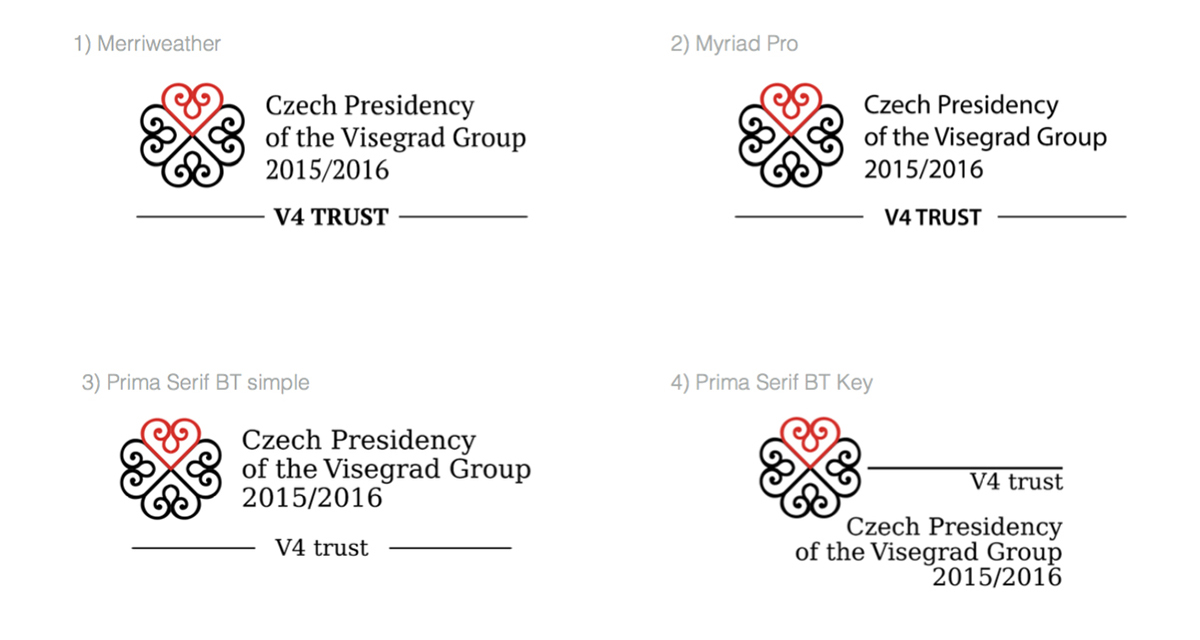 1) Merriweather
Czech Presidency
of the Visegrad Group
2015/2016
V4 TRUST
2) Myriad Pro
Czech Presidency
of the Visegrad Group
2015/2016
V4 TRUST
3) Prima Serif BT simple
Czech Presidency
of the Visegrad Group
2015/2016
V4 trust
4) Prima Serif BT Key
V4 trust
Czech Presidency
of the Visegrad Group
2015/2016